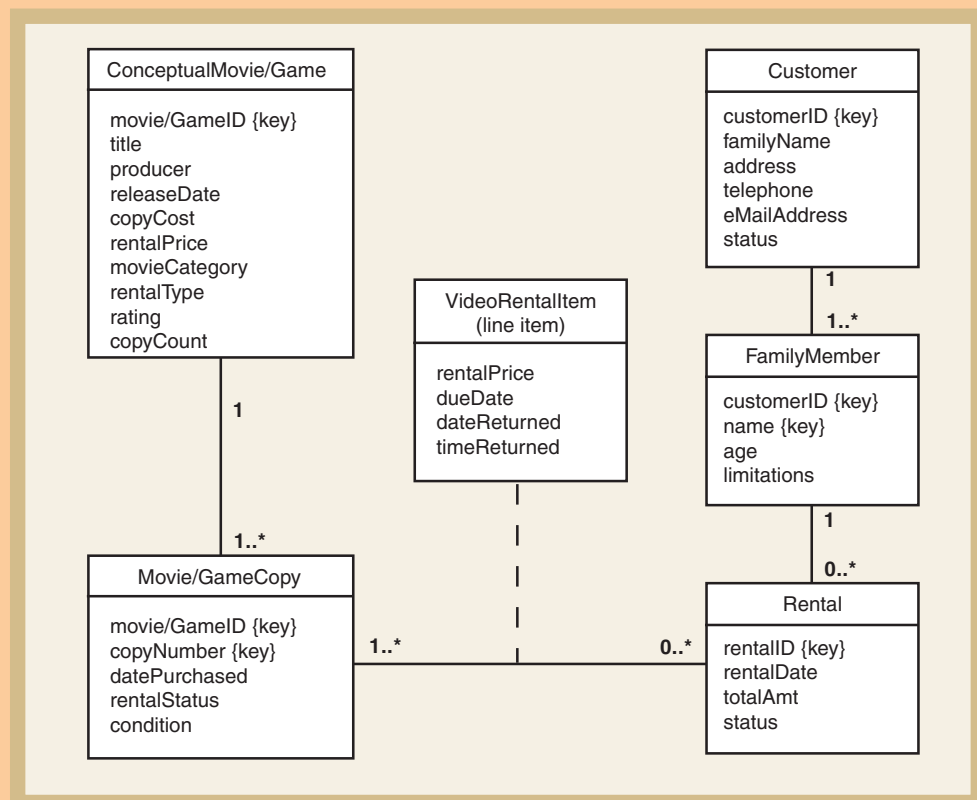 ConceptualMovie/Game
movie/GameID {key}
title
producer
releaseDate
copyCost
rentalPrice
movieCategory
rentalType
rating
copyCount
1
1..*
Movie/GameCopy
movie/GameID {key}
copyNumber {key}
datePurchased
rentalStatus
condition
VideoRentalItem
(line item)
rentalPrice
dueDate
dateReturned
timeReturned
1..*
0..*
Customer
customerID {key}
familyName
address
telephone
eMailAddress
status
1
1..*
FamilyMember
customerID {key}
name {key}
age
limitations
1
0..*
Rental
rentalID {key}
rentalDate
totalAmt
status